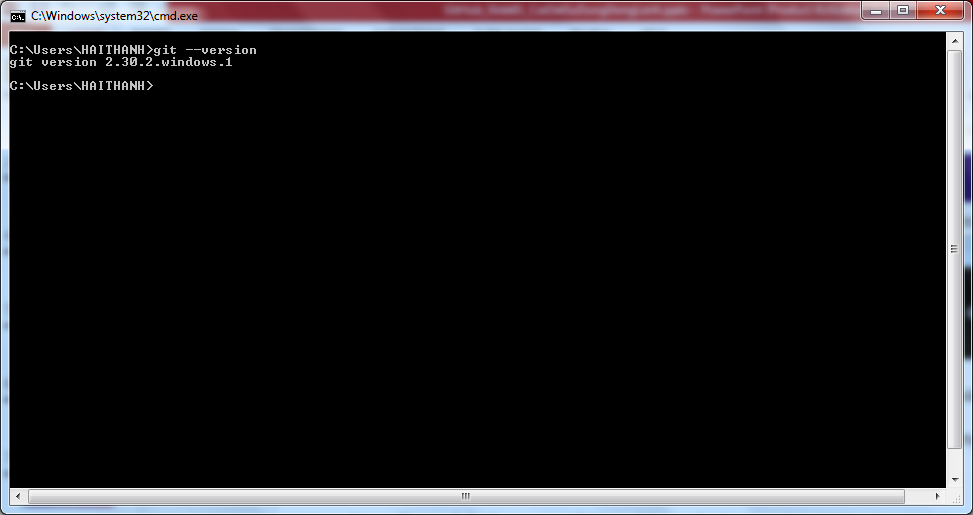 C:\Windows\system32\cmd.exe
C:\Users\HAITHANH>git --version
git version 2.30.2.windows.1
C:\Users\HAITHANH>